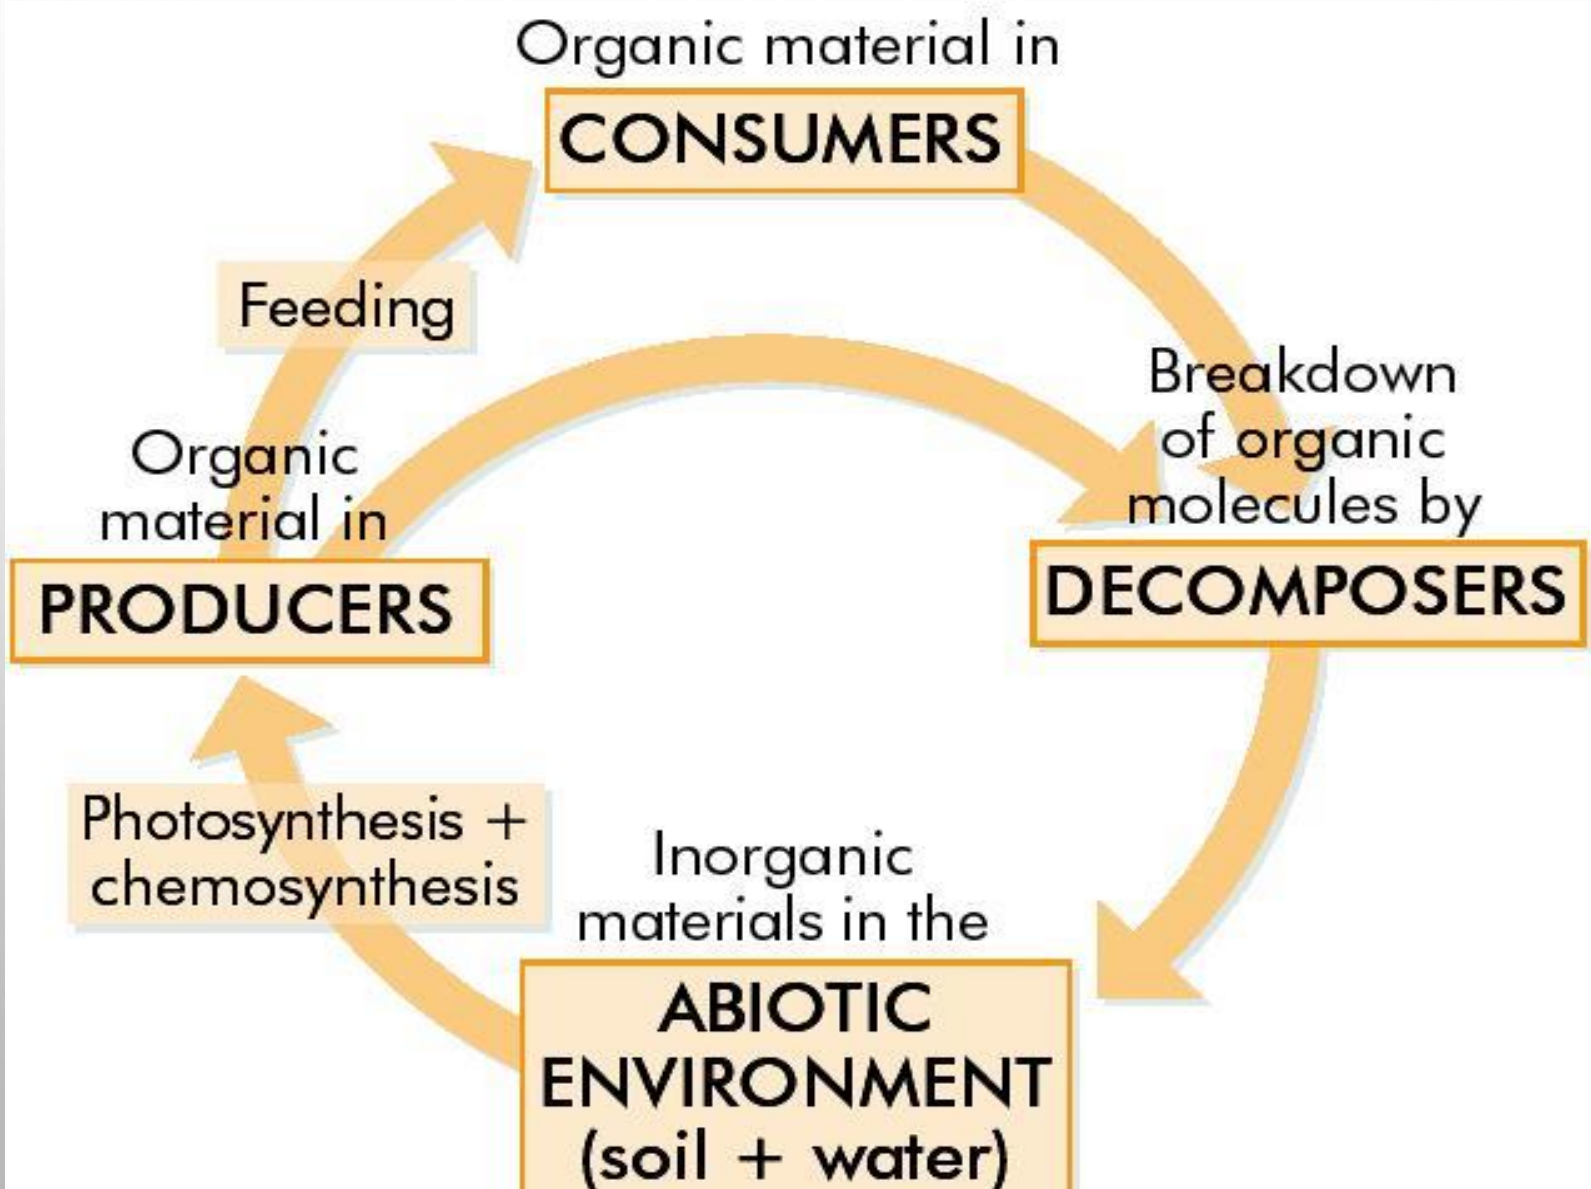 Organic material in
CONSUMERS
Feeding
Breakdown
of organic
molecules by
DECOMPOSERS
Organic
material in
PRODUCERS
Photosynthesis +
chemosynthesis
Inorganic
materials in the
ABIOTIC
ENVIRONMENT
(soil + water)